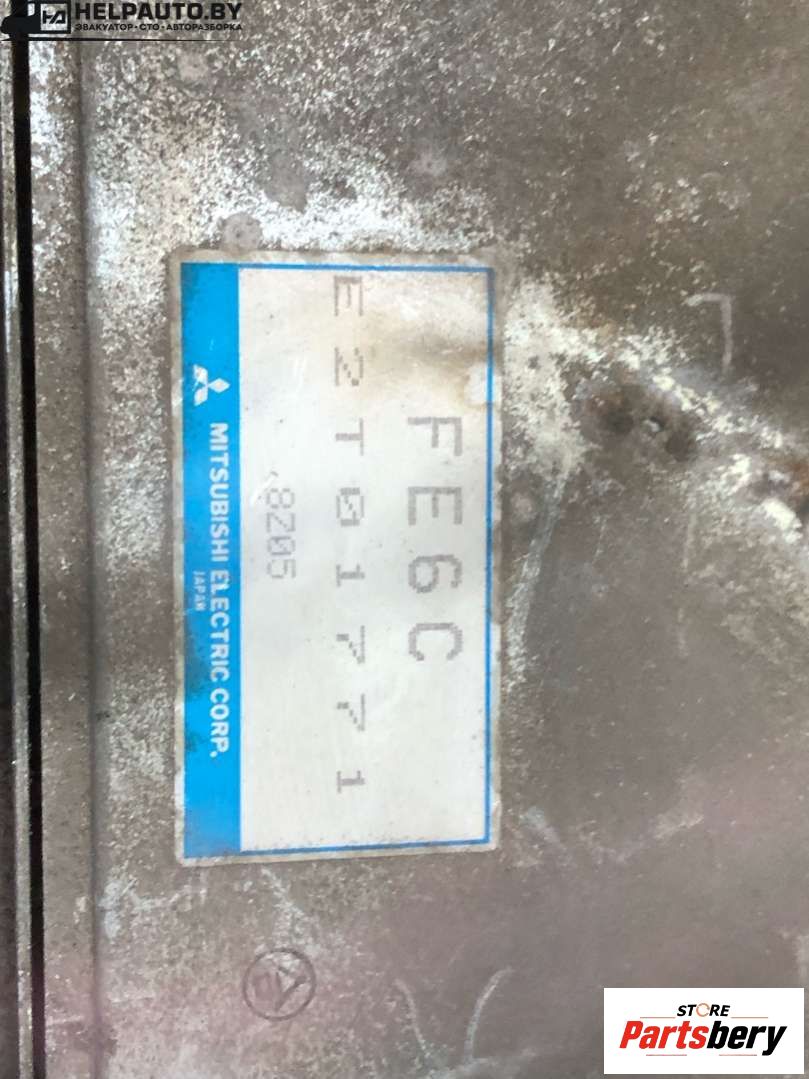 HELPAUTO.BY
ЭВАКУАТОР • СТО • АВТОРАЗБОРКА
FE6C
E2T01771
'8205
MITSUBISHI ELECTRIC CORP.
JAPAN
STORE
Partsbery